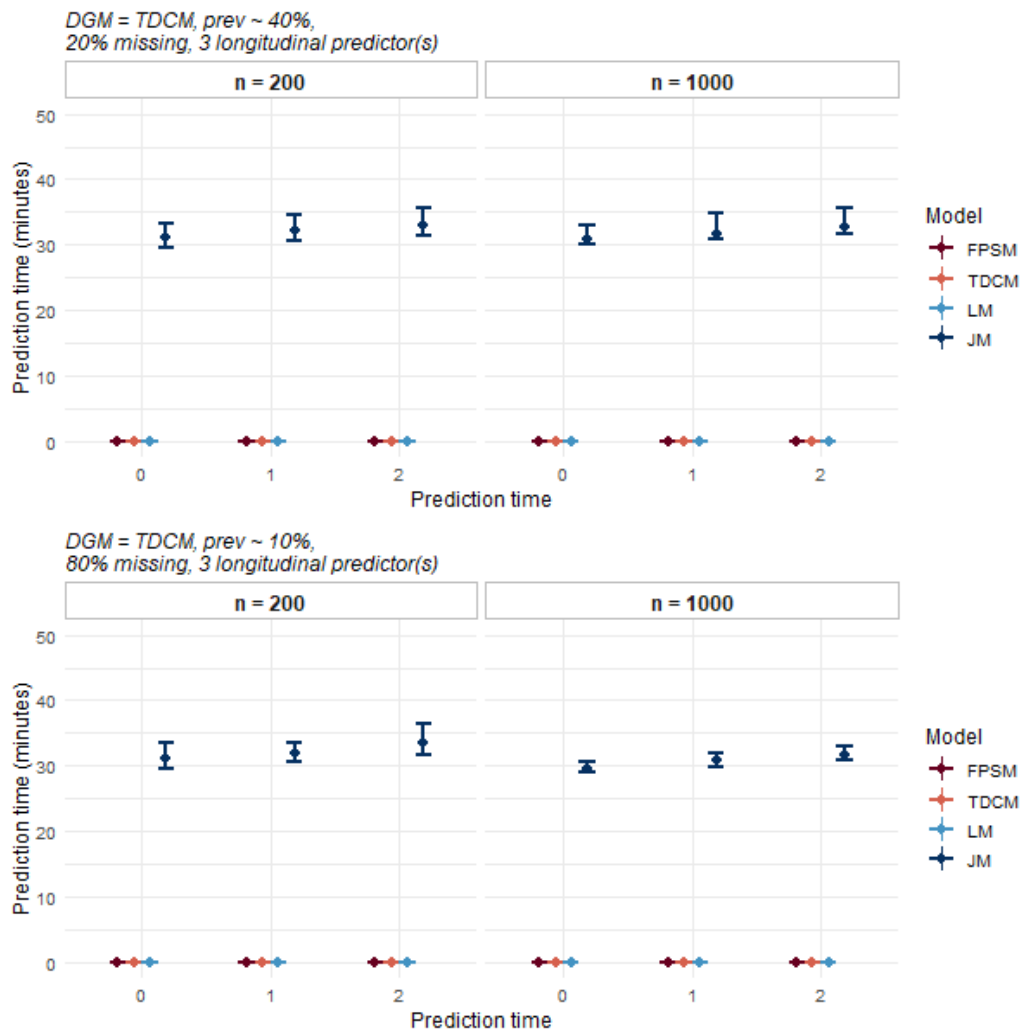 DGM = TDCM, prev ~ 40%,
20% missing, 3 longitudinal predictor(s)
n = 200
n = 1000
50
40
30
20
10
0
Prediction time (minutes)
0 1 2
0 1 2
Prediction time
Model
FPSM
TDCM
LM
JM
DGM = TDCM, prev ~ 10%,
80% missing, 3 longitudinal predictor(s)
n = 200
n = 1000
50
40
30
20
10
0
Prediction time (minutes)
0 1 2
0 1 2
Prediction time
Model
FPSM
TDCM
LM
JM